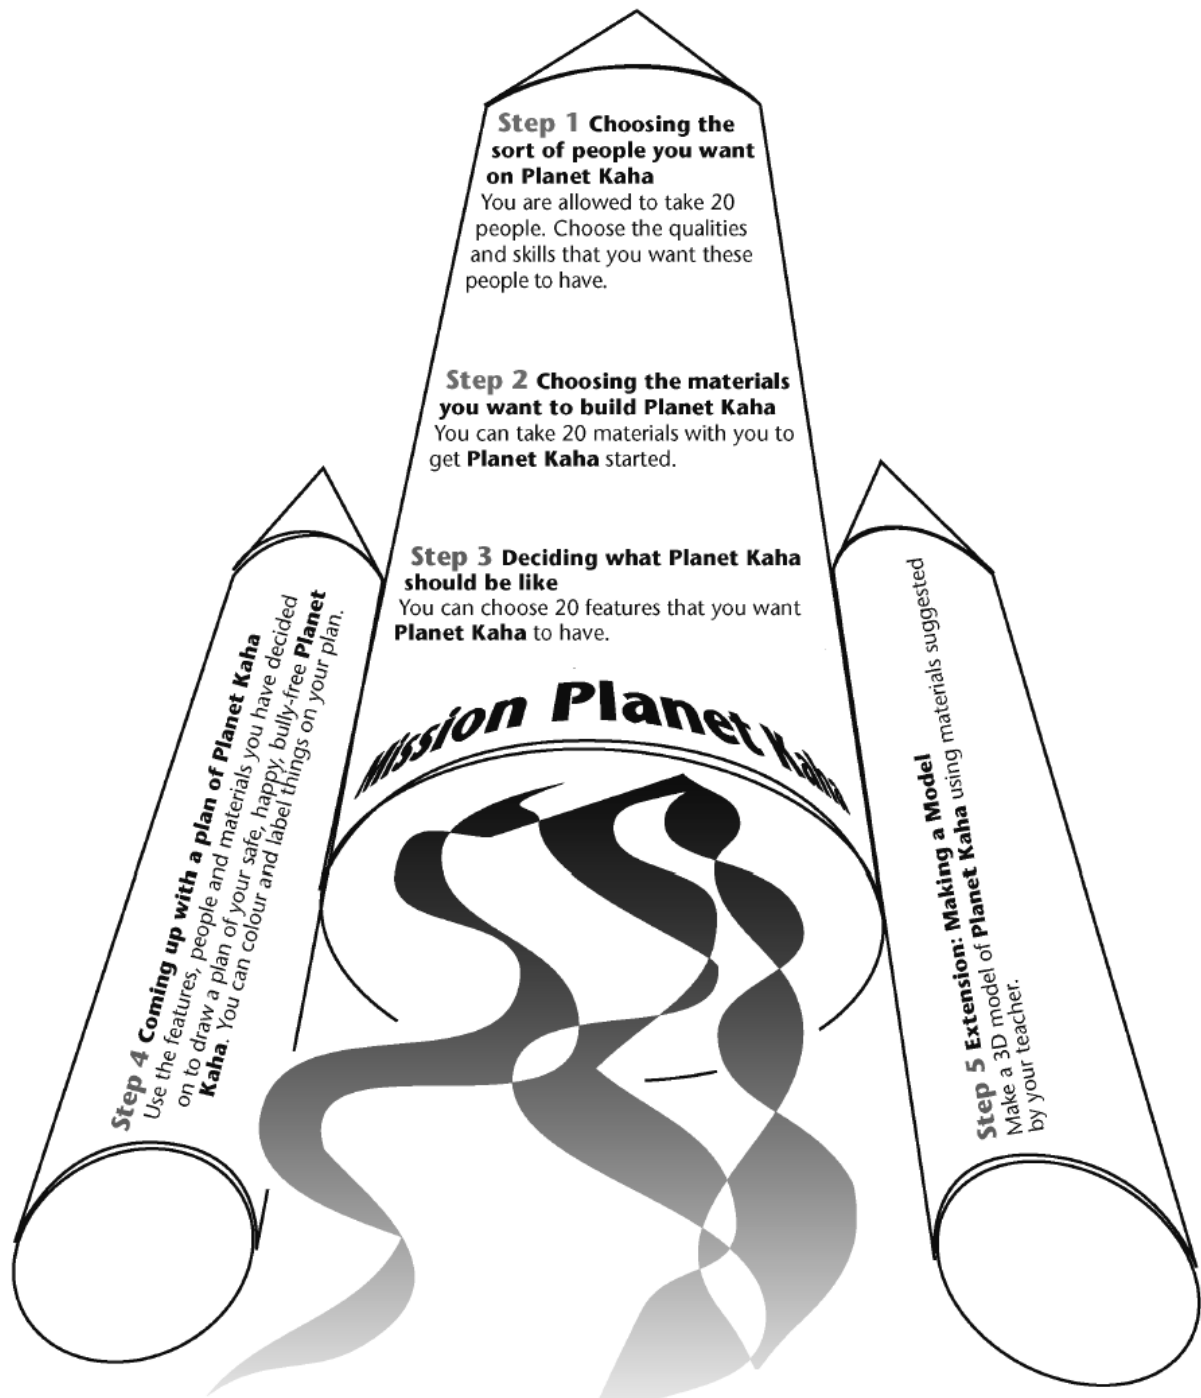 Step 1 Choosing the
sort of people you want
on Planet Kaha
You are allowed to take 20
people. Choose the qualities
and skills that you want these
people to have.
Step 2 Choosing the materials
you want to build Planet Kaha
You can take 20 materials with you to
get Planet Kaha started.
Step 3 Deciding what Planet Kaha
should be like
You can choose 20 features that you want
Planet Kaha to have.
Mission Planet Kaha
Step 4 Coming up with a plan of Planet Kaha
Use the features, people and materials you have decided
on to draw a plan of your safe, happy, bully-free Planet
Kaha. You can colour and label things on your plan.
Step 5 Extension: Making a Model
Make a 3D model of Planet Kaha using materials suggested
by your teacher.